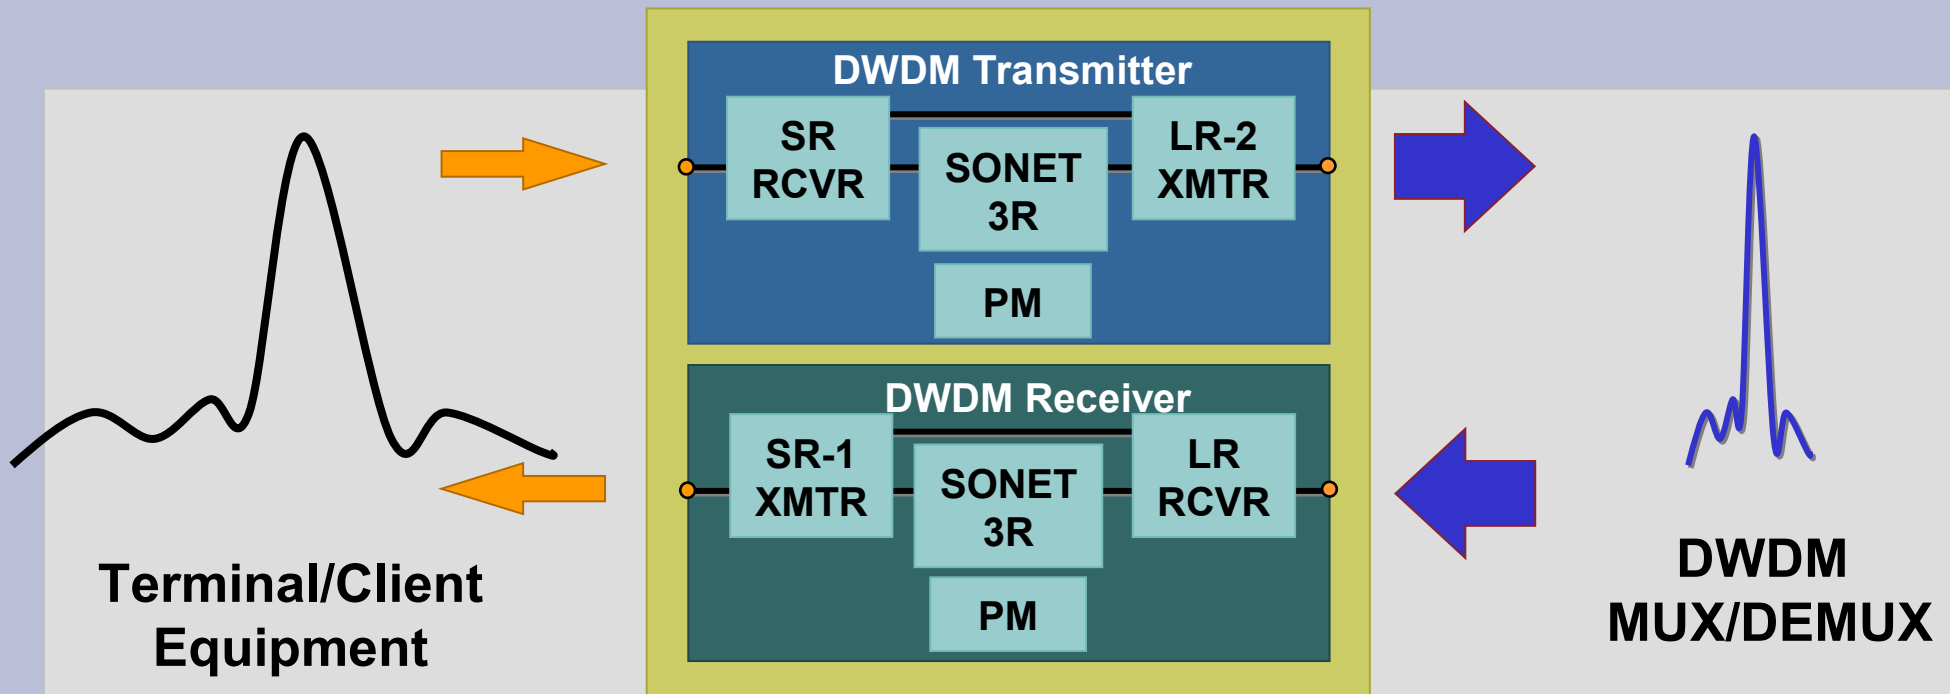 DWDM Transmitter
SR
RCVR
SONET
3R
LR-2
XMTR
PM
DWDM Receiver
SR-1
XMTR
SONET
3R
LR
RCVR
PM
Terminal/Client
Equipment
DWDM
MUX/DEMUX